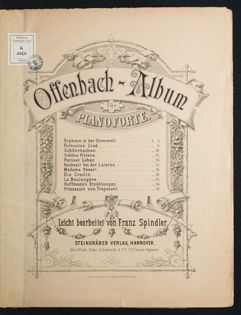 Offenbach-Album
für
PIANOFORTE.
Orpheus in der Unterwelt
Fortunios Lied
Schöne Helena
Pariser Leben
Hochzeit bei der Laterne
Madame Favart
Die Creolin
La Boulangère
Hoffmann's Erzählungen
Prinzessin von Trapezunt
Leicht bearbeitet von Franz Spindler.
STEINGRÄBER VERLAG, HANNOVER.